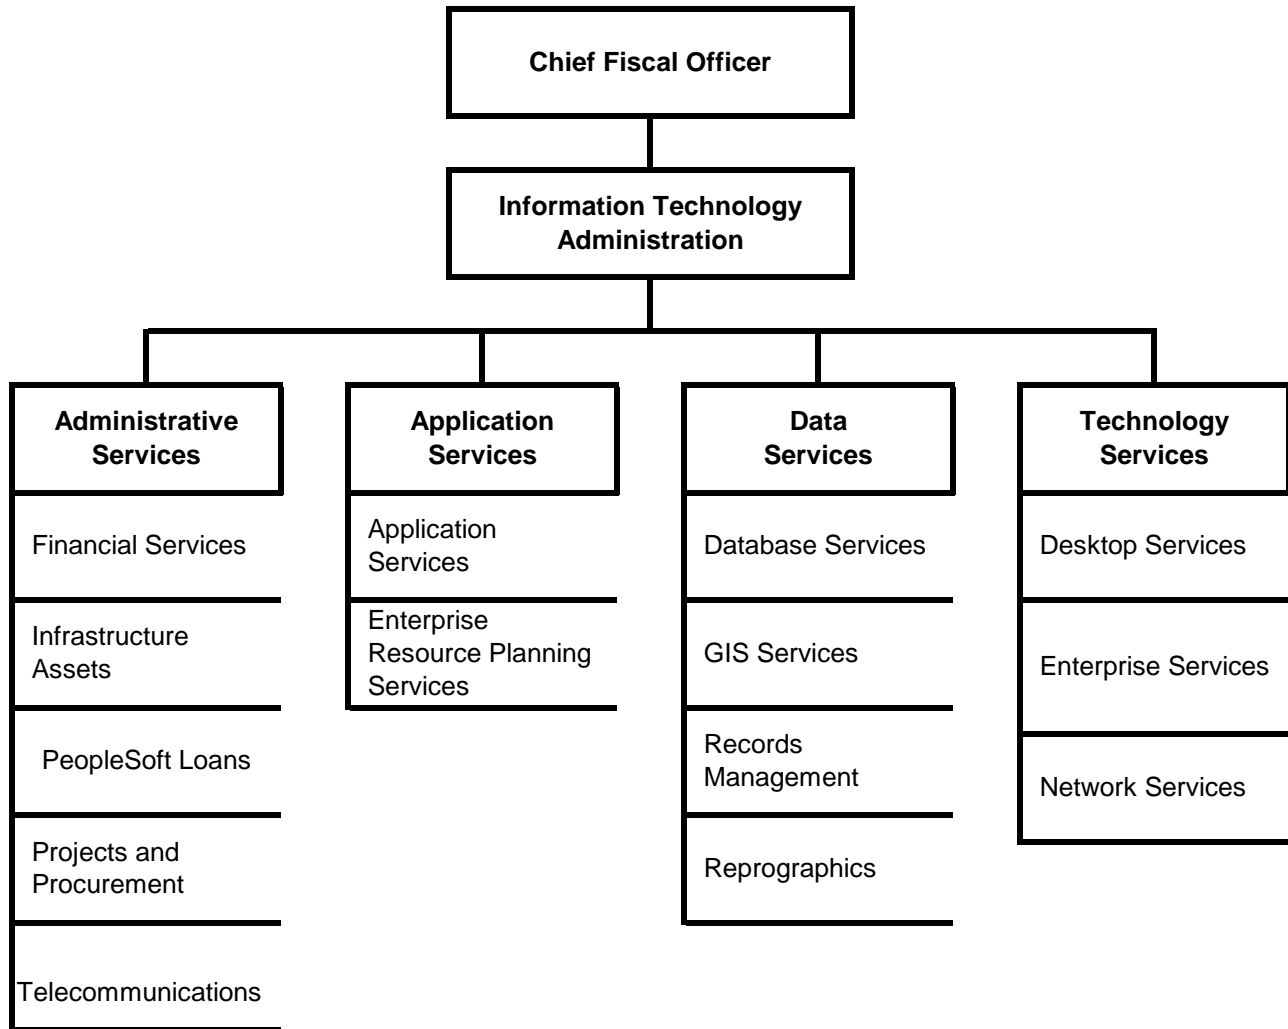 Chief Fiscal Officer
Information Technology
Administration
Administrative
Services
Financial Services
Infrastructure
Assets
PeopleSoft Loans
Projects and
Procurement
Telecommunications
Application
Services
Application
Services
Enterprise
Resource Planning
Services
Data
Services
Database Services
GIS Services
Records
Management
Reprographics
Technology
Services
Desktop Services
Enterprise Services
Network Services